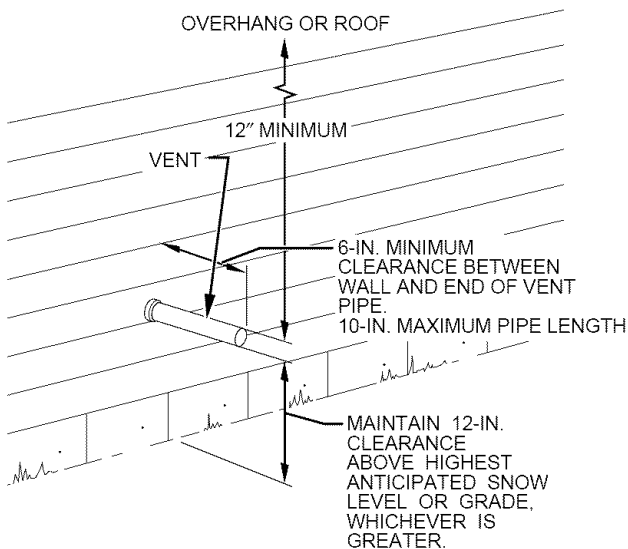 OVERHANG OR ROOF
12" MINIMUM
VENT
6-IN. MINIMUM
CLEARANCE BETWEEN
WALL AND END OF VENT
PIPE.
10-IN. MAXIMUM PIPE LENGTH
MAINTAIN 12-IN.
CLEARANCE
ABOVE HIGHEST
ANTICIPATED SNOW
LEVEL OR GRADE,
WHICHEVER IS
GREATER.